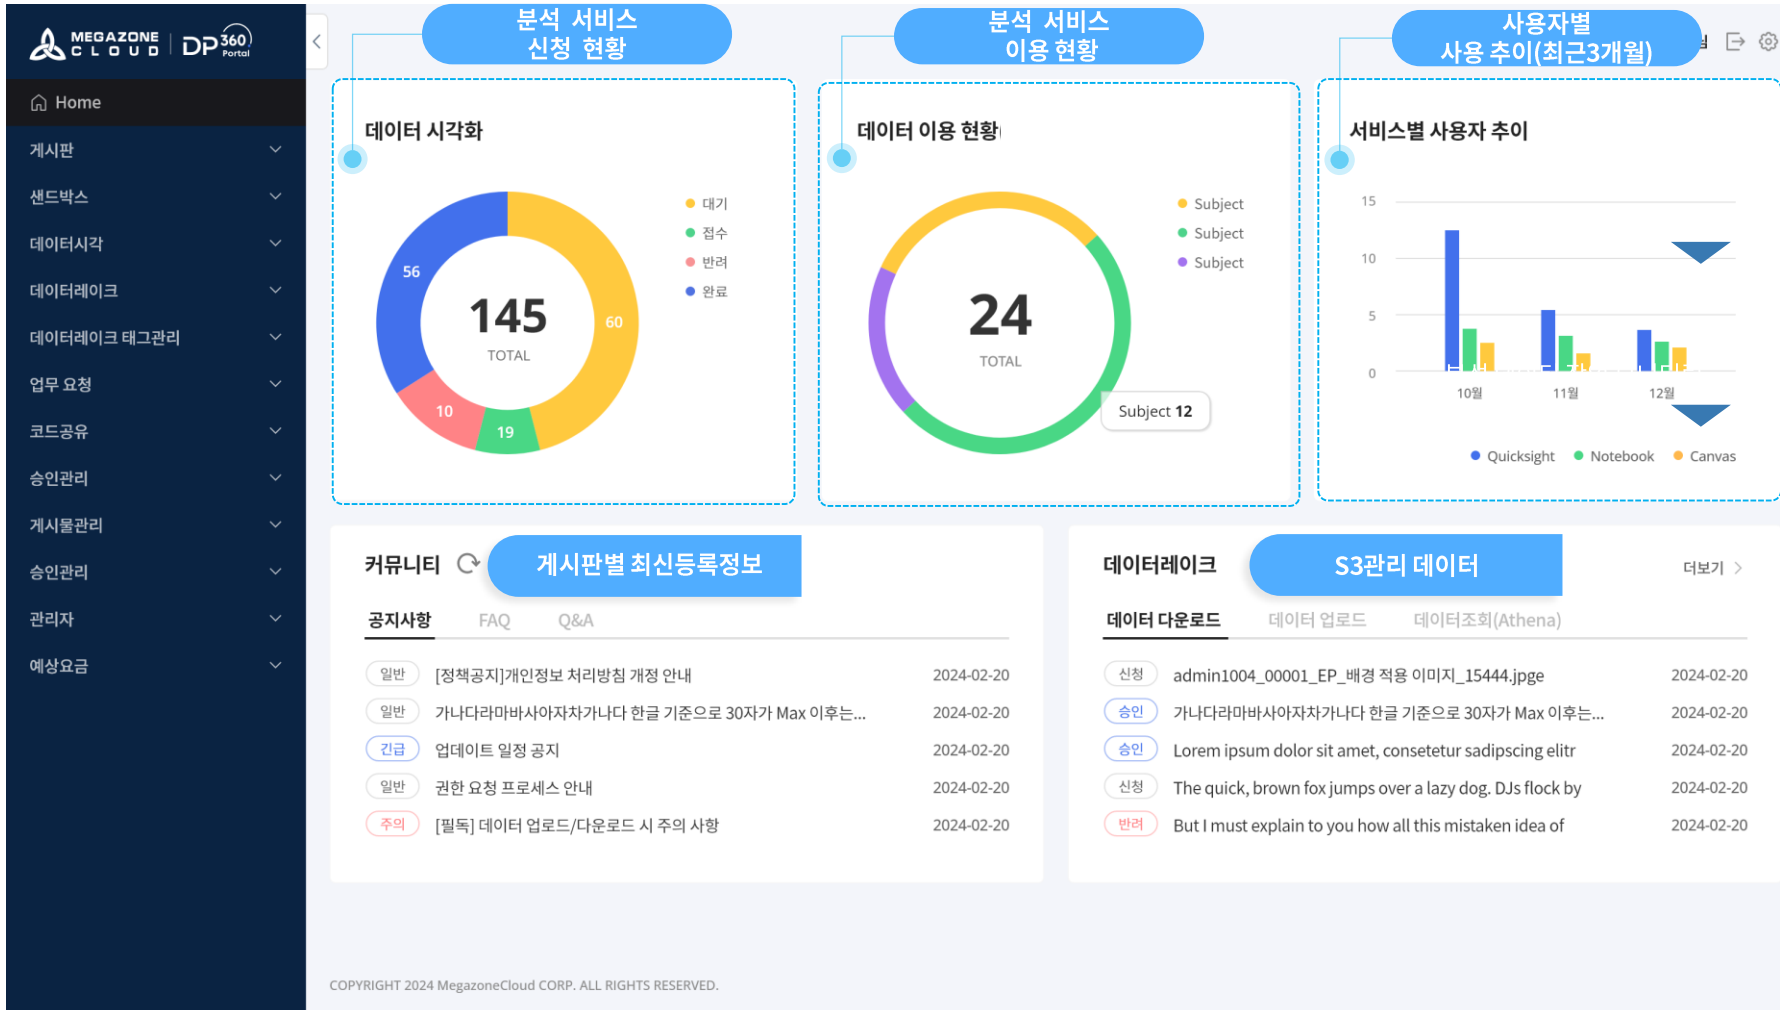 MEGAZONE
CLOUD
DP360
Portal
Home
게시판
샌드박스
데이터시각
데이터레이크
데이터레이크 태그관리
업무 요청
코드공유
승인관리
게시물관리
승인관리
관리자
예상요금
분석 서비스
신청 현황
분석 서비스
이용 현황
사용자별
사용 추이(최근3개월)
데이터 시각화
56
60
10
19
145
TOTAL
대기
접수
반려
완료
데이터 이용 현황
24
TOTAL
Subject
Subject
Subject
Subject 12
서비스별 사용자 추이
15
10
5
0
10월
11월
12월
Quicksight
Notebook
Canvas
커뮤니티
게시판별 최신등록정보
공지사항
FAQ
Q&A
일반 [정책공지]개인정보 처리방침 개정 안내 2024-02-20
일반 가나다라마바사아자차가나다 한글 기준으로 30자가 Max 이후는... 2024-02-20
긴급 업데이트 일정 공지 2024-02-20
일반 권한 요청 프로세스 안내 2024-02-20
주의 [필독] 데이터 업로드/다운로드 시 주의 사항 2024-02-20
데이터레이크
S3관리 데이터
더보기
데이터 다운로드
데이터 업로드
데이터조회(Athena)
신청 admin1004_00001_EP_배경 적용 이미지_15444.jpge 2024-02-20
승인 가나다라마바사아자차가나다 한글 기준으로 30자가 Max 이후는... 2024-02-20
승인 Lorem ipsum dolor sit amet, consetetur sadipscing elitr 2024-02-20
신청 The quick, brown fox jumps over a lazy dog. DJs flock by 2024-02-20
반려 But I must explain to you how all this mistaken idea of 2024-02-20
COPYRIGHT 2024 MegazoneCloud CORP. ALL RIGHTS RESERVED.